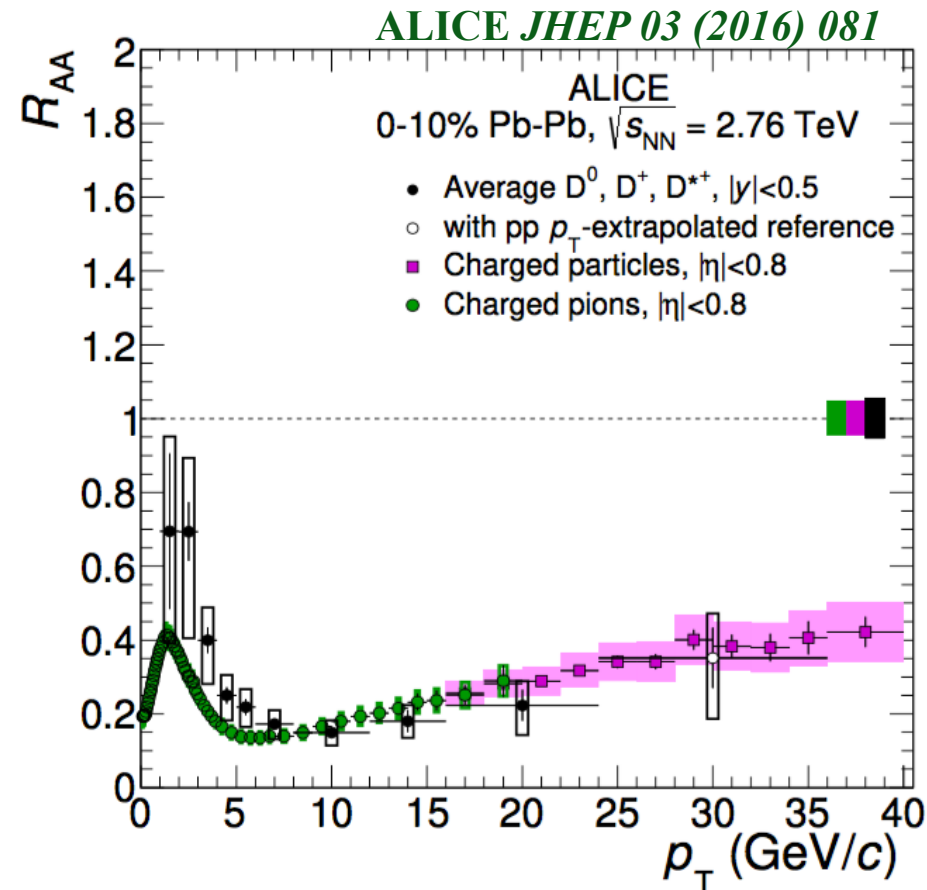 ALICE JHEP 03 (2016) 081
R_AA
2
1.8
1.6
1.4
1.2
1
0.8
0.6
0.4
0.2
0
ALICE
0-10% Pb-Pb, √s_NN = 2.76 TeV
Average D^0, D^+, D*^+, |y|<0.5
with pp p_T-extrapolated reference
Charged particles, |η|<0.8
Charged pions, |η|<0.8
0 5 10 15 20 25 30 35 40
p_T (GeV/c)